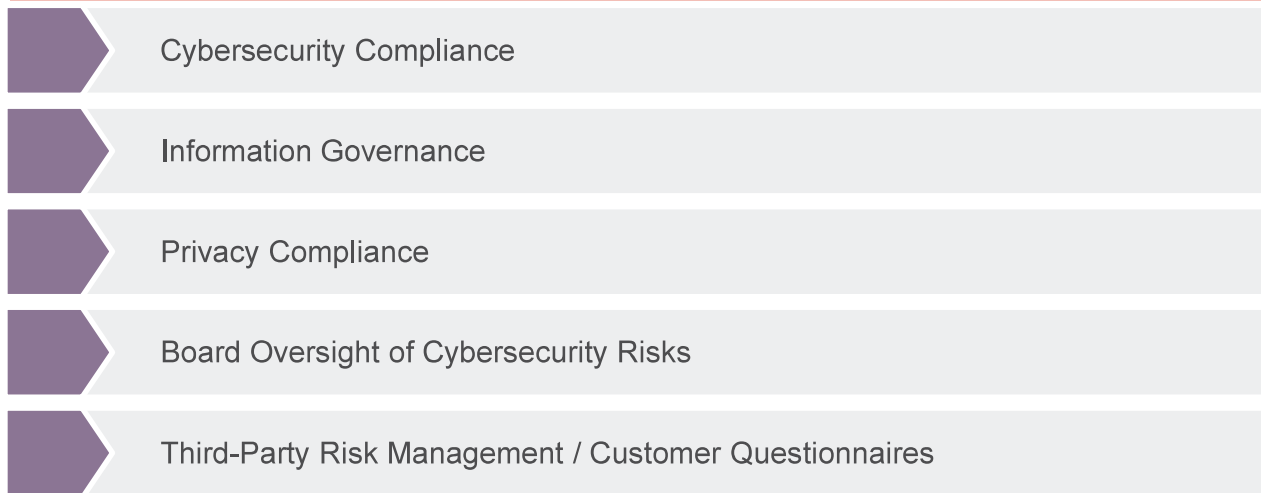 Cybersecurity Compliance
Information Governance
Privacy Compliance
Board Oversight of Cybersecurity Risks
Third-Party Risk Management / Customer Questionnaires